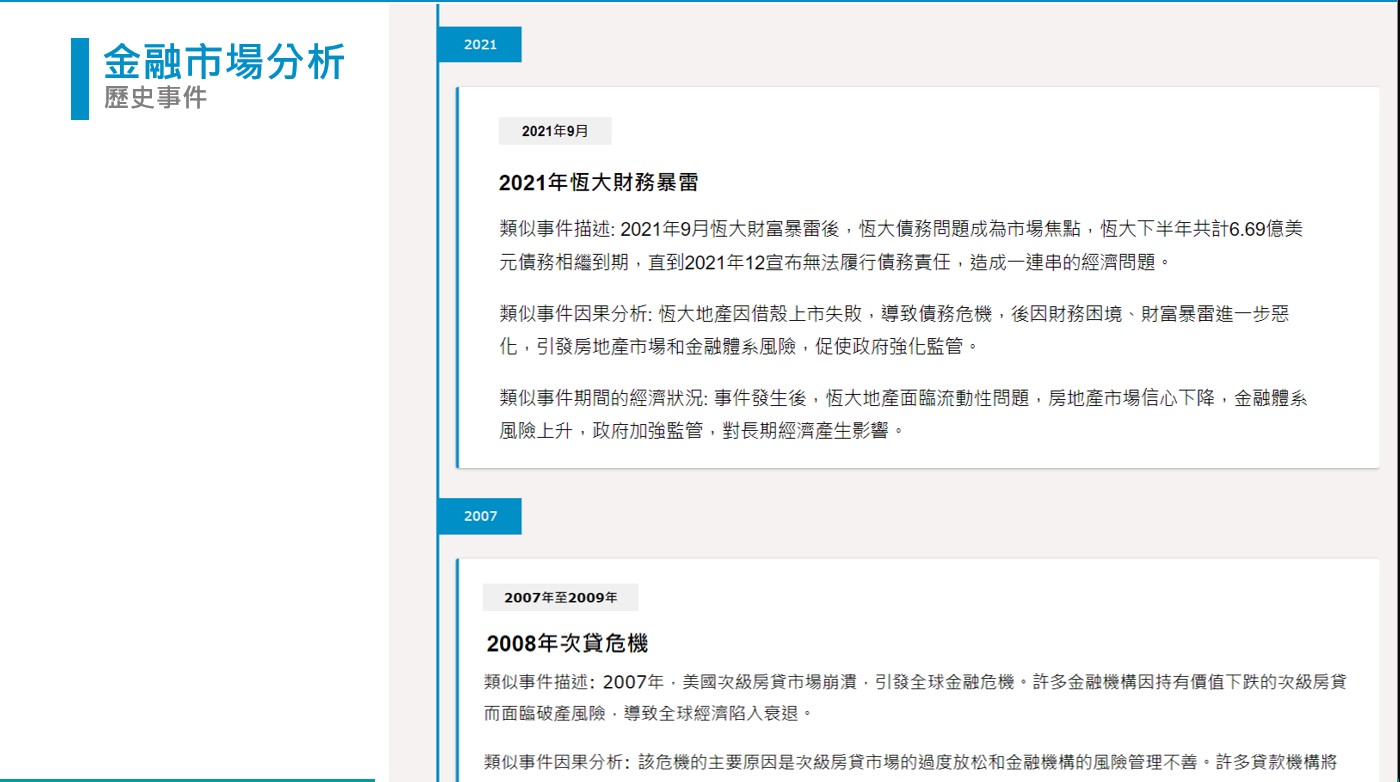 金融市場分析
歷史事件
2021
2021年9月
2021年恆大財務暴雷
類似事件描述: 2021年9月恆大財富暴雷後，恆大債務問題成為市場焦點，恆大下半年共計6.69億美
元債務相繼到期，直到2021年12宣布無法履行債務責任，造成一連串的經濟問題。
類似事件因果分析: 恆大地產因借殼上市失敗，導致債務危機，後因財務困境、財富暴雷進一步惡
化，引發房地產市場和金融體系風險，促使政府強化監管。
類似事件期間的經濟狀況: 事件發生後，恆大地產面臨流動性問題，房地產市場信心下降，金融體系
風險上升，政府加強監管，對長期經濟產生影響。
2007
2007年至2009年
2008年次貸危機
類似事件描述: 2007年，美國次級房貸市場崩潰，引發全球金融危機。許多金融機構因持有價值下跌的次級房貸
而面臨破產風險，導致全球經濟陷入衰退。
類似事件因果分析: 該危機的主要原因是次級房貸市場的過度放松和金融機構的風險管理不善。許多貸款機構將